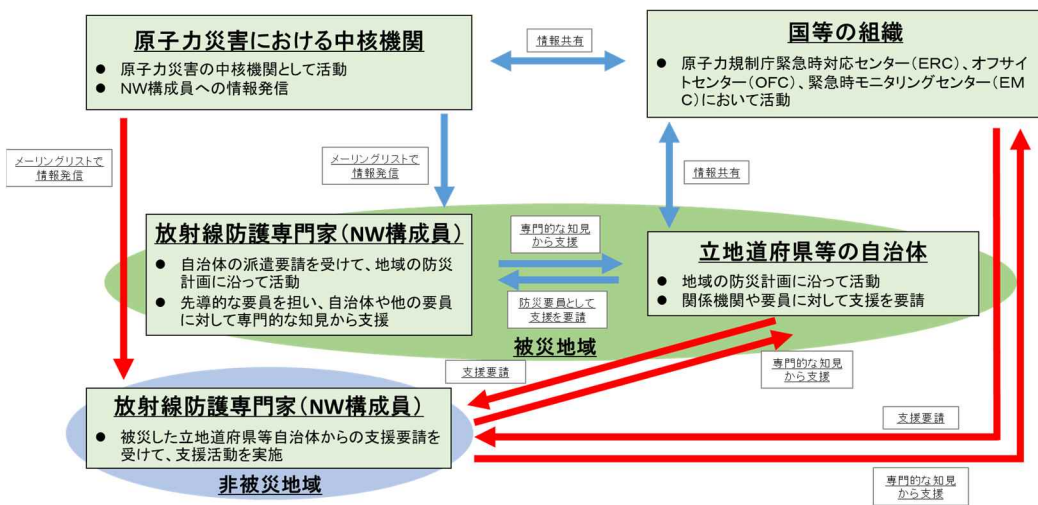 原子力災害における中核機関
● 原子力災害の中核機関として活動
● NW構成員への情報発信
情報共有
国等の組織
● 原子力規制庁緊急時対応センター(ERC)、オフサイ
トセンター(OFC)、緊急時モニタリングセンター(EM
C)において活動
メーリングリストで
情報発信
メーリングリストで
情報発信
情報共有
放射線防護専門家(NW構成員)
● 自治体の派遣要請を受けて、地域の防災
計画に沿って活動
● 先導的な要員を担い、自治体や他の要員
に対して専門的な知見から支援
専門的な知見
から支援
防災要員として
支援を要請
立地道府県等の自治体
● 地域の防災計画に沿って活動
● 関係機関や要員に対して支援を要請
被災地域
支援要請
専門的な知見
から支援
放射線防護専門家(NW構成員)
● 被災した立地道府県等自治体からの支援要請を
受けて、支援活動を実施
非被災地域
支援要請
専門的な知見
から支援